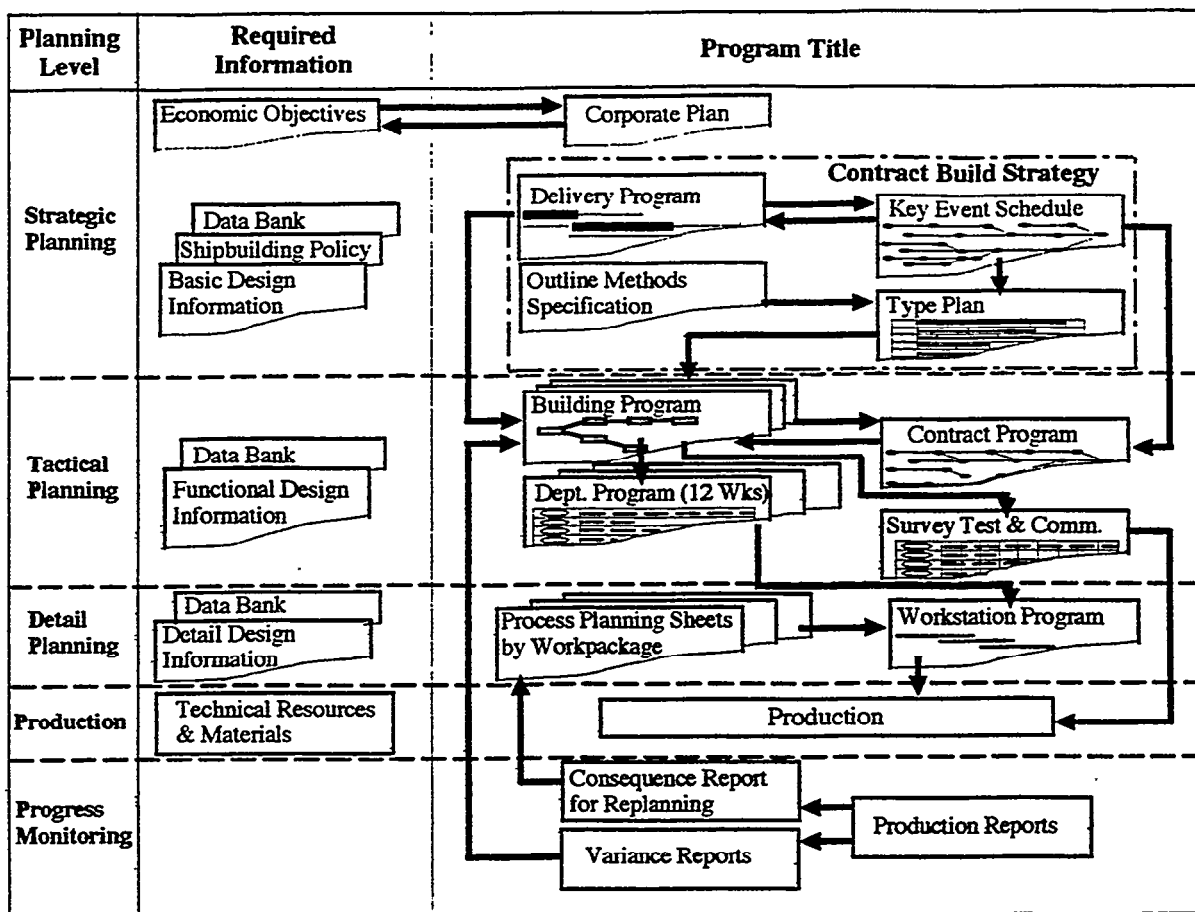 Planning
Level
Required
Information
Program Title
Strategic
Planning
Economic Objectives
Corporate Plan
Contract Build Strategy
Delivery Program
Key Event Schedule
Data Bank
Shipbuilding Policy
Basic Design
Information
Outline Methods
Specification
Type Plan
Tactical
Planning
Data Bank
Functional Design
Information
Building Program
Contract Program
Dept. Program (12 Wks)
Survey Test & Comm.
Detail
Planning
Data Bank
Detail Design
Information
Process Planning Sheets
by Workpackage
Workstation Program
Production
Technical Resources
& Materials
Production
Progress
Monitoring
Consequence Report
for Replanning
Production Reports
Variance Reports